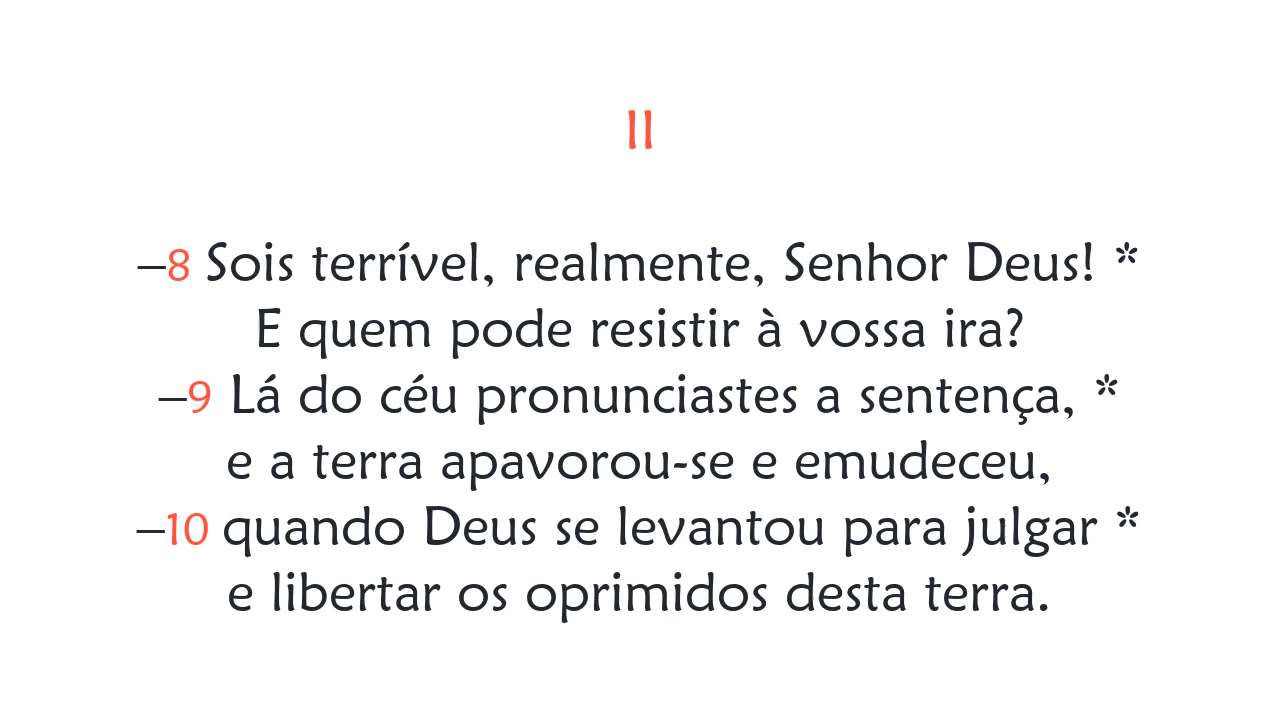 II
–8 Sois terrível, realmente, Senhor Deus! *
E quem pode resistir à vossa ira?
–9 Lá do céu pronunciastes a sentença, *
e a terra apavorou-se e emudeceu,
–10 quando Deus se levantou para julgar *
e libertar os oprimidos desta terra.